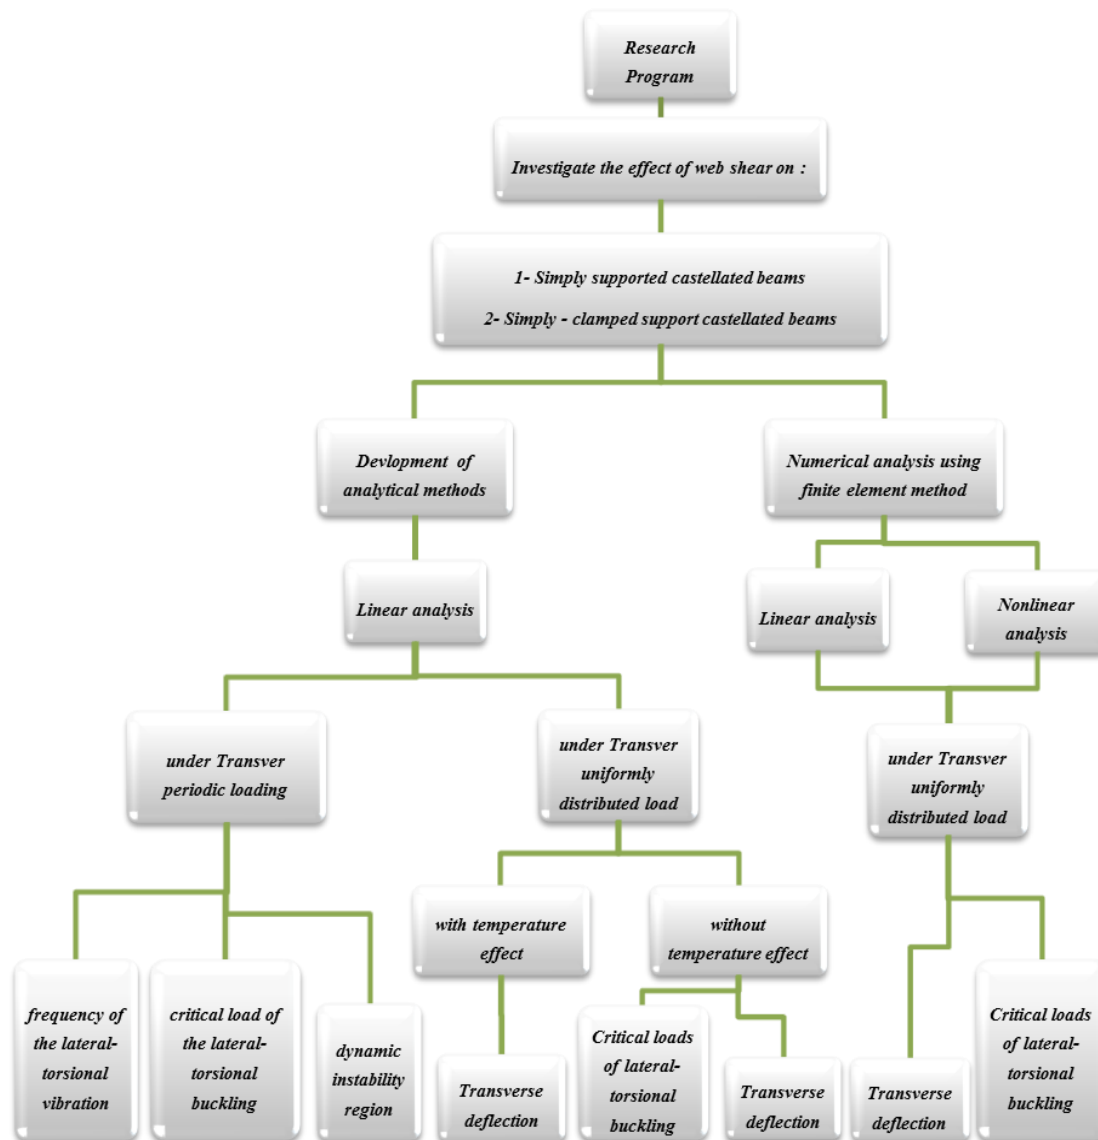 Research
Program
Investigate the effect of web shear on :
1- Simply supported castellated beams
2- Simply - clamped support castellated beams
Devlopment of
analytical methods
Numerical analysis using
finite element method
Linear analysis
Linear analysis
Nonlinear
analysis
under Transver
periodic loading
under Transver
uniformly
distributed load
under Transver
uniformly
distributed load
with temperature
effect
without
temperature effect
frequency of
the lateral-
torsional
vibration
critical load of
the lateral-
torsional
buckling
dynamic
instability
region
Transverse
deflection
Critical loads
of lateral-
torsional
buckling
Transverse
deflection
Transverse
deflection
Critical loads
of lateral-
torsional
buckling